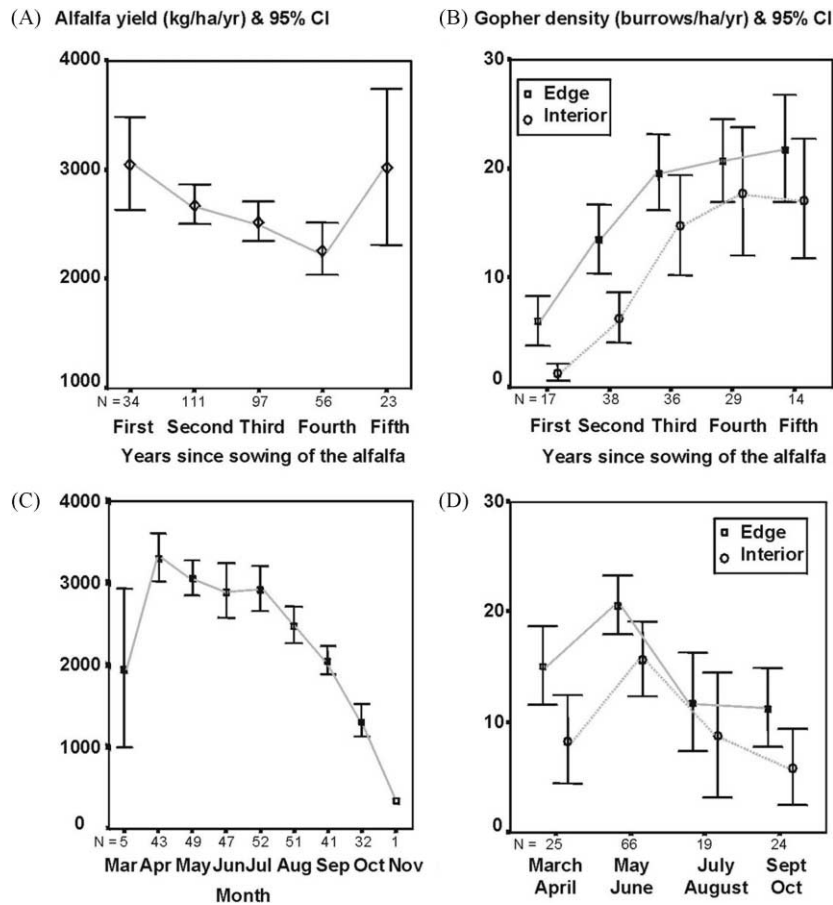 (A) Alfalfa yield (kg/ha/yr) & 95% CI
4000
3000
2000
1000
N = 34 111 97 56 23
First Second Third Fourth Fifth
Years since sowing of the alfalfa
(B) Gopher density (burrows/ha/yr) & 95% CI
30
Edge
Interior
20
10
0
N = 17 38 36 29 14
First Second Third Fourth Fifth
Years since sowing of the alfalfa
(C)
4000
3000
2000
1000
0
N = 5 43 49 47 52 51 41 32 1
Mar Apr May Jun Jul Aug Sep Oct Nov
Month
(D)
30
Edge
Interior
20
10
0
N = 25 66 19 24
March May July Sept
April June August Oct